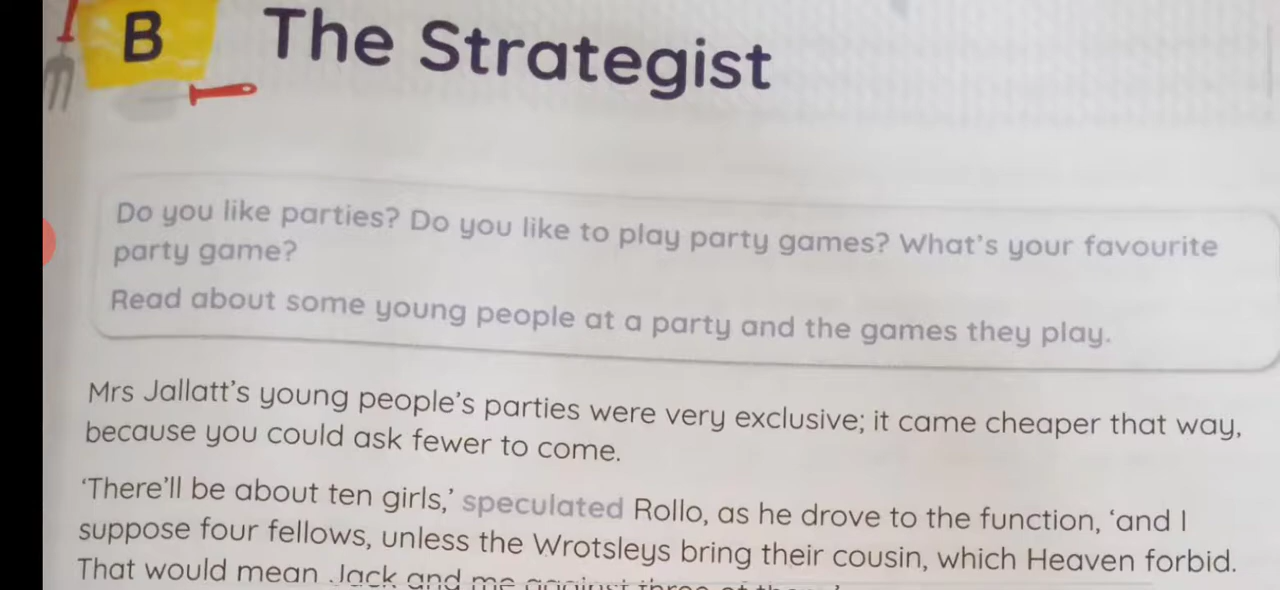 B The Strategist
Do you like parties? Do you like to play party games? What's your favourite
party game?
Read about some young people at a party and the games they play.
Mrs Jallatt's young people's parties were very exclusive; it came cheaper that way,
because you could ask fewer to come.
'There'll be about ten girls,' speculated Rollo, as he drove to the function, 'and I
suppose four fellows, unless the Wrotsleys bring their cousin, which Heaven forbid.
That would mean Jack and me against three of them.'